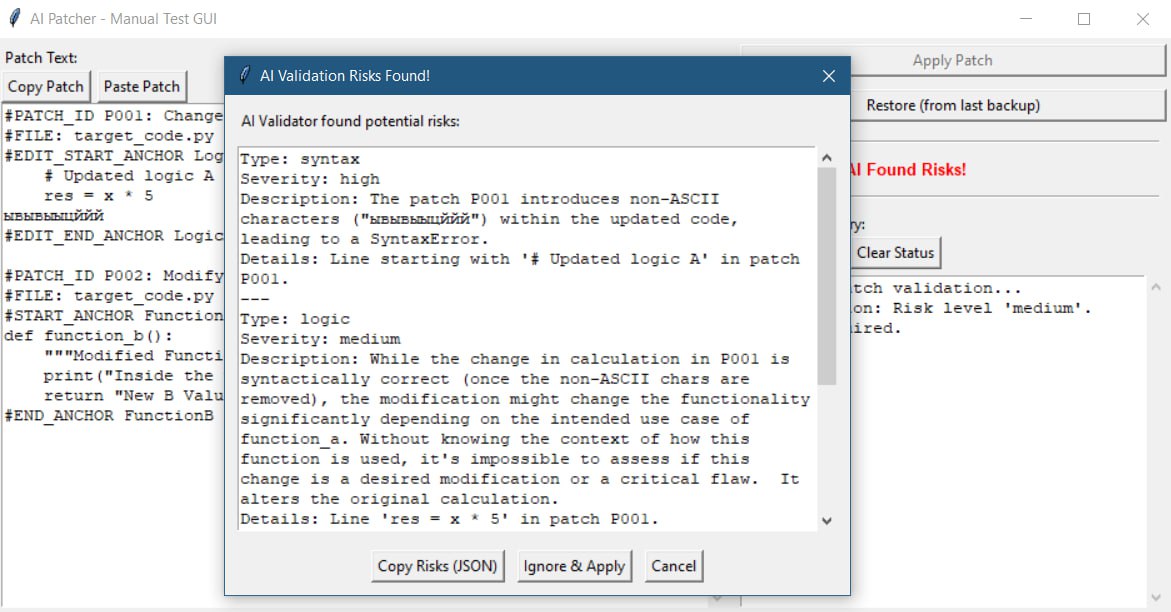 AI Patcher - Manual Test GUI
Patch Text:
Copy Patch Paste Patch
#PATCH_ID P001: Change
#FILE: target_code.py
#EDIT_START_ANCHOR Log
# Updated logic A
res = x * 5
ывывыыцййй
#EDIT_END_ANCHOR Logic
#PATCH_ID P002: Modify
#FILE: target_code.py
#START_ANCHOR Function
def function_b():
"""Modified Functi
print("Inside the
return "New B Valu
#END_ANCHOR FunctionB
AI Validation Risks Found!
AI Validator found potential risks:
Type: syntax
Severity: high
Description: The patch P001 introduces non-ASCII
characters ("ывывыыцййй") within the updated code,
leading to a SyntaxError.
Details: Line starting with '# Updated logic A' in patch
P001.
---
Type: logic
Severity: medium
Description: While the change in calculation in P001 is
syntactically correct (once the non-ASCII chars are
removed), the modification might change the functionality
significantly depending on the intended use case of
function_a. Without knowing the context of how this
function is used, it's impossible to assess if this
change is a desired modification or a critical flaw.  It
alters the original calculation.
Details: Line 'res = x * 5' in patch P001.
Copy Risks (JSON) Ignore & Apply Cancel
Apply Patch
Restore (from last backup)
AI Found Risks!
ry:
Clear Status
tch validation...
on: Risk level 'medium'.
ired.